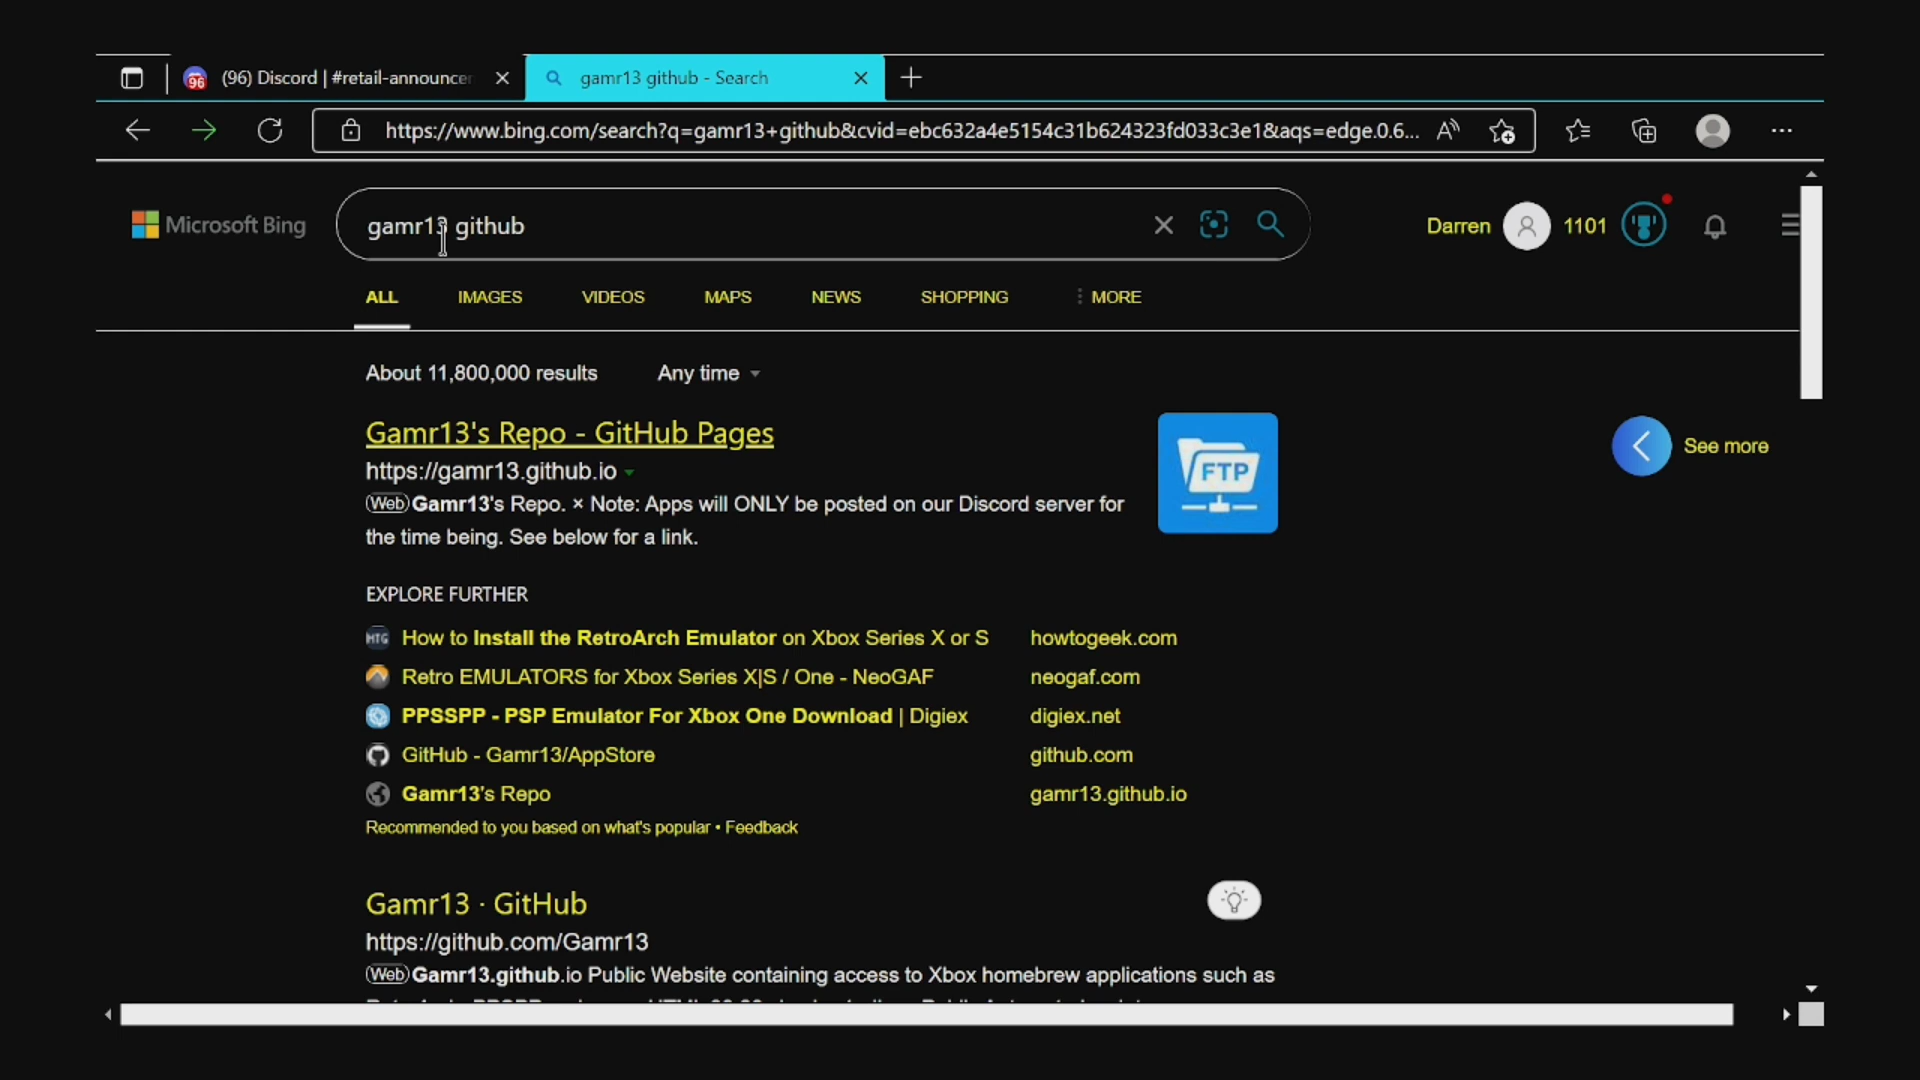 96 (96) Discord | #retail-announcer
gamr13 github - Search
https://www.bing.com/search?q=gamr13+github&cvid=ebc632a4e5154c31b624323fd033c3e1&aqs=edge.0.6...
Microsoft Bing
gamr13 github
Darren
1101
ALL IMAGES VIDEOS MAPS NEWS SHOPPING MORE
About 11,800,000 results Any time
Gamr13's Repo - GitHub Pages
https://gamr13.github.io
Web Gamr13's Repo. × Note: Apps will ONLY be posted on our Discord server for
the time being. See below for a link.
FTP
See more
EXPLORE FURTHER
HTG How to Install the RetroArch Emulator on Xbox Series X or S howtogeek.com
Retro EMULATORS for Xbox Series X|S / One - NeoGAF neogaf.com
PPSSPP - PSP Emulator For Xbox One Download | Digiex digiex.net
GitHub - Gamr13/AppStore github.com
Gamr13's Repo gamr13.github.io
Recommended to you based on what's popular • Feedback
Gamr13 · GitHub
https://github.com/Gamr13
Web Gamr13.github.io Public Website containing access to Xbox homebrew applications such as